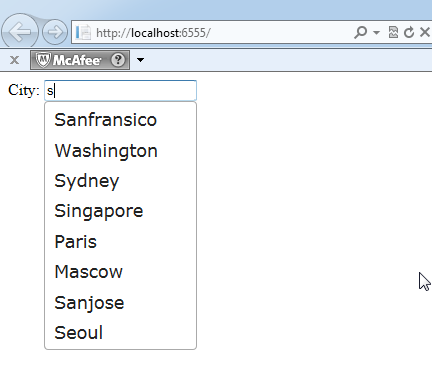 http://localhost:6555/
McAfee
City: s
Sanfransico
Washington
Sydney
Singapore
Paris
Mascow
Sanjose
Seoul